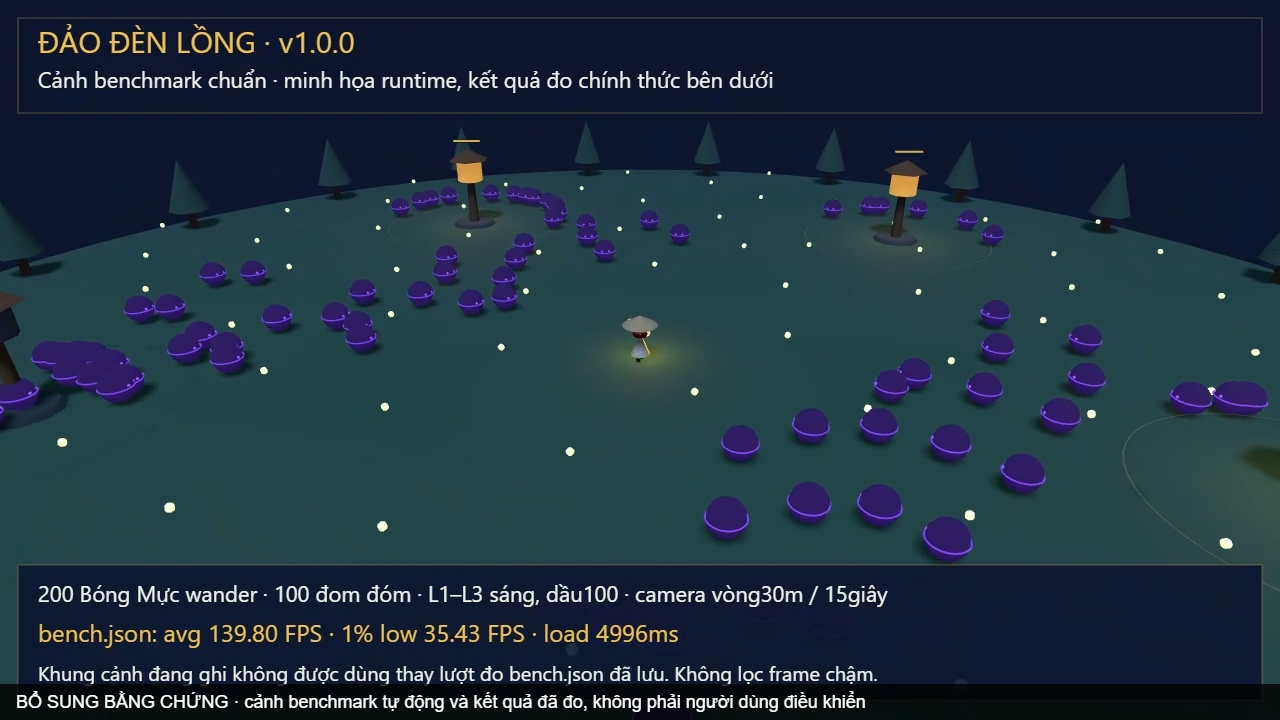 ĐẢO ĐÈN LỒNG · v1.0.0
Cảnh benchmark chuẩn · minh họa runtime, kết quả đo chính thức bên dưới
200 Bóng Mực wander · 100 đom đóm · L1–L3 sáng, dầu100 · camera vòng30m / 15giây
bench.json: avg 139.80 FPS · 1% low 35.43 FPS · load 4996ms
Khung cảnh đang ghi không được dùng thay lượt đo bench.json đã lưu. Không lọc frame chậm.
BỔ SUNG BẰNG CHỨNG · cảnh benchmark tự động và kết quả đã đo, không phải người dùng điều khiển